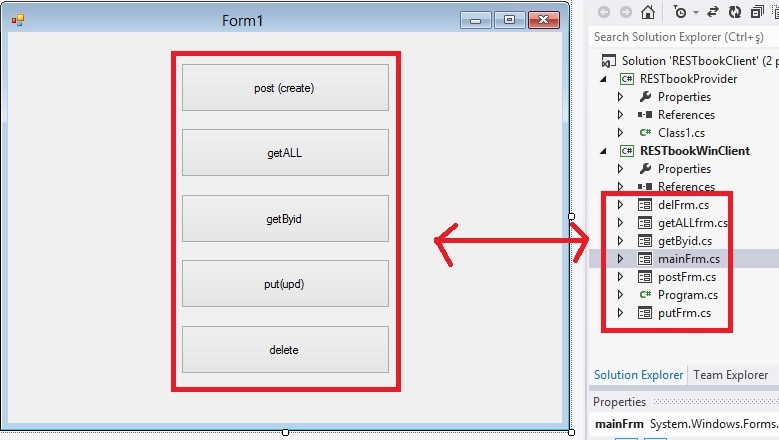 Form1
post (create)
getALL
getByid
put(upd)
delete
Search Solution Explorer (Ctrl+ş)
Solution 'RESTbookClient' (2 p
RESTbookProvider
Properties
References
Class1.cs
RESTbookWinClient
Properties
References
delFrm.cs
getALLfrm.cs
getByid.cs
mainFrm.cs
postFrm.cs
Program.cs
putFrm.cs
Solution Explorer Team Explorer
Properties
mainFrm System.Windows.Forms.